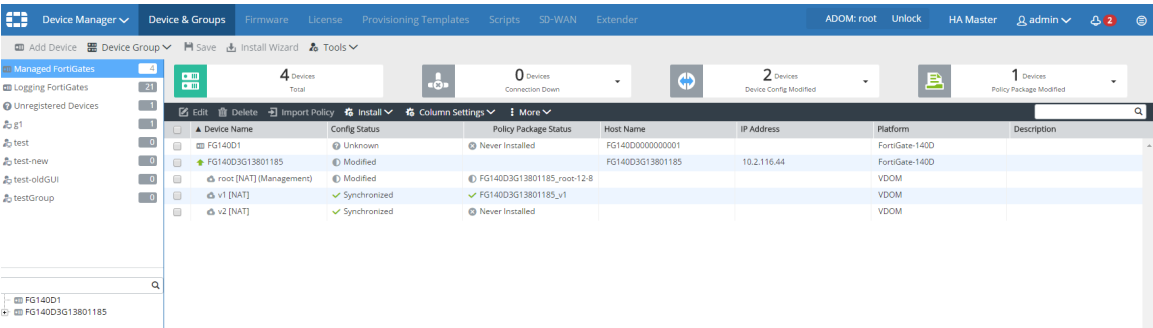 Device Manager Device & Groups Firmware License Provisioning Templates Scripts SD-WAN Extender ADOM: root Unlock HA Master admin 2
Add Device Device Group Save Install Wizard Tools
Managed FortiGates 4
Logging FortiGates 21
Unregistered Devices 1
g1 1
test 0
test-new 0
test-oldGUI 0
testGroup 0
4 Devices
Total
0 Devices
Connection Down
2 Devices
Device Config Modified
1 Devices
Policy Package Modified
Edit Delete Import Policy Install Column Settings More
Device Name Config Status Policy Package Status Host Name IP Address Platform Description
FG140D1 Unknown Never Installed FG140D0000000001 FortiGate-140D
FG140D3G13801185 Modified FG140D3G13801185 10.2.116.44 FortiGate-140D
root [NAT] (Management) Modified FG140D3G13801185_root-12-8 VDOM
v1 [NAT] Synchronized FG140D3G13801185_v1 VDOM
v2 [NAT] Synchronized Never Installed VDOM
FG140D1
FG140D3G13801185